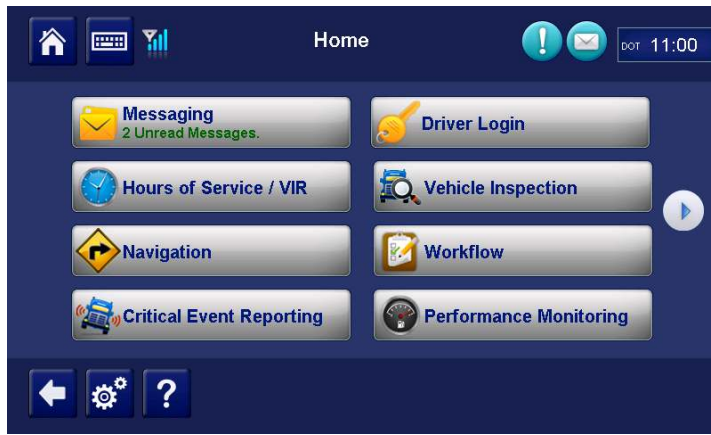 Home
DOT 11:00
Messaging
2 Unread Messages.
Driver Login
Hours of Service / VIR
Vehicle Inspection
Navigation
Workflow
Critical Event Reporting
Performance Monitoring
?